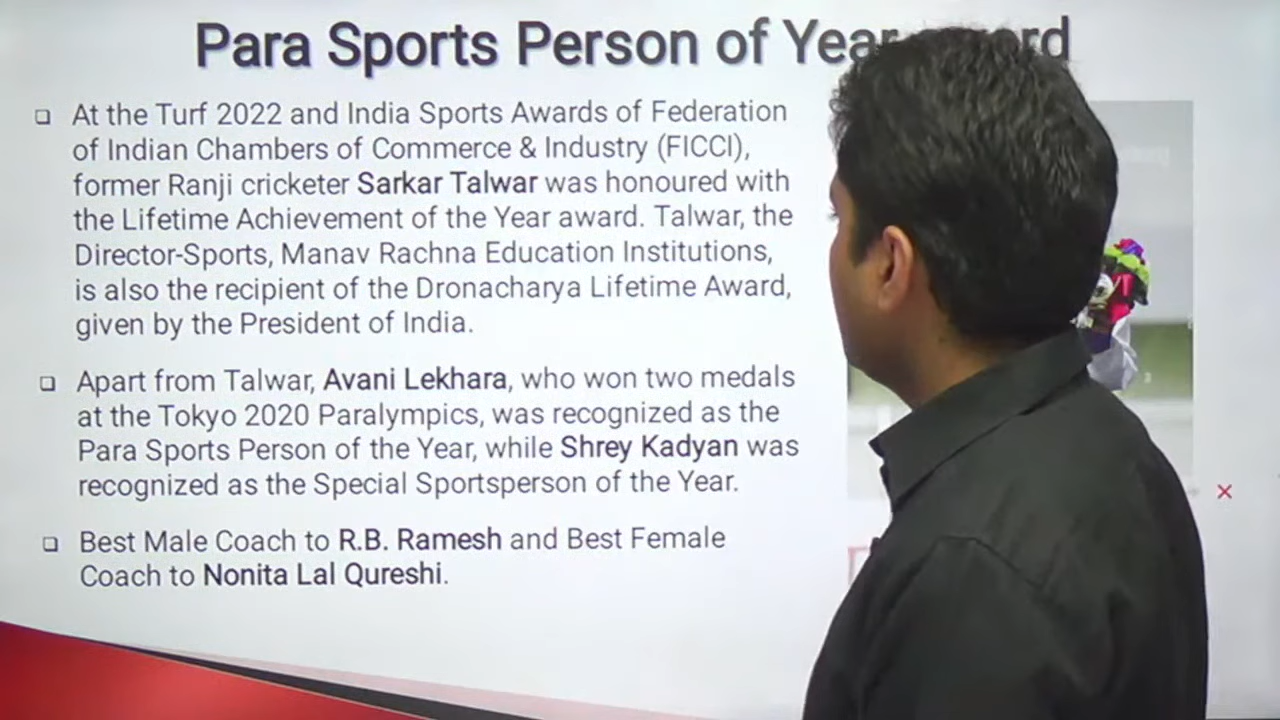 Para Sports Person of Year
At the Turf 2022 and India Sports Awards of Federation
of Indian Chambers of Commerce & Industry (FICCI),
former Ranji cricketer Sarkar Talwar was honoured with
the Lifetime Achievement of the Year award. Talwar, the
Director-Sports, Manav Rachna Education Institutions,
is also the recipient of the Dronacharya Lifetime Award,
given by the President of India.
Apart from Talwar, Avani Lekhara, who won two medals
at the Tokyo 2020 Paralympics, was recognized as the
Para Sports Person of the Year, while Shrey Kadyan was
recognized as the Special Sportsperson of the Year.
Best Male Coach to R.B. Ramesh and Best Female
Coach to Nonita Lal Qureshi.